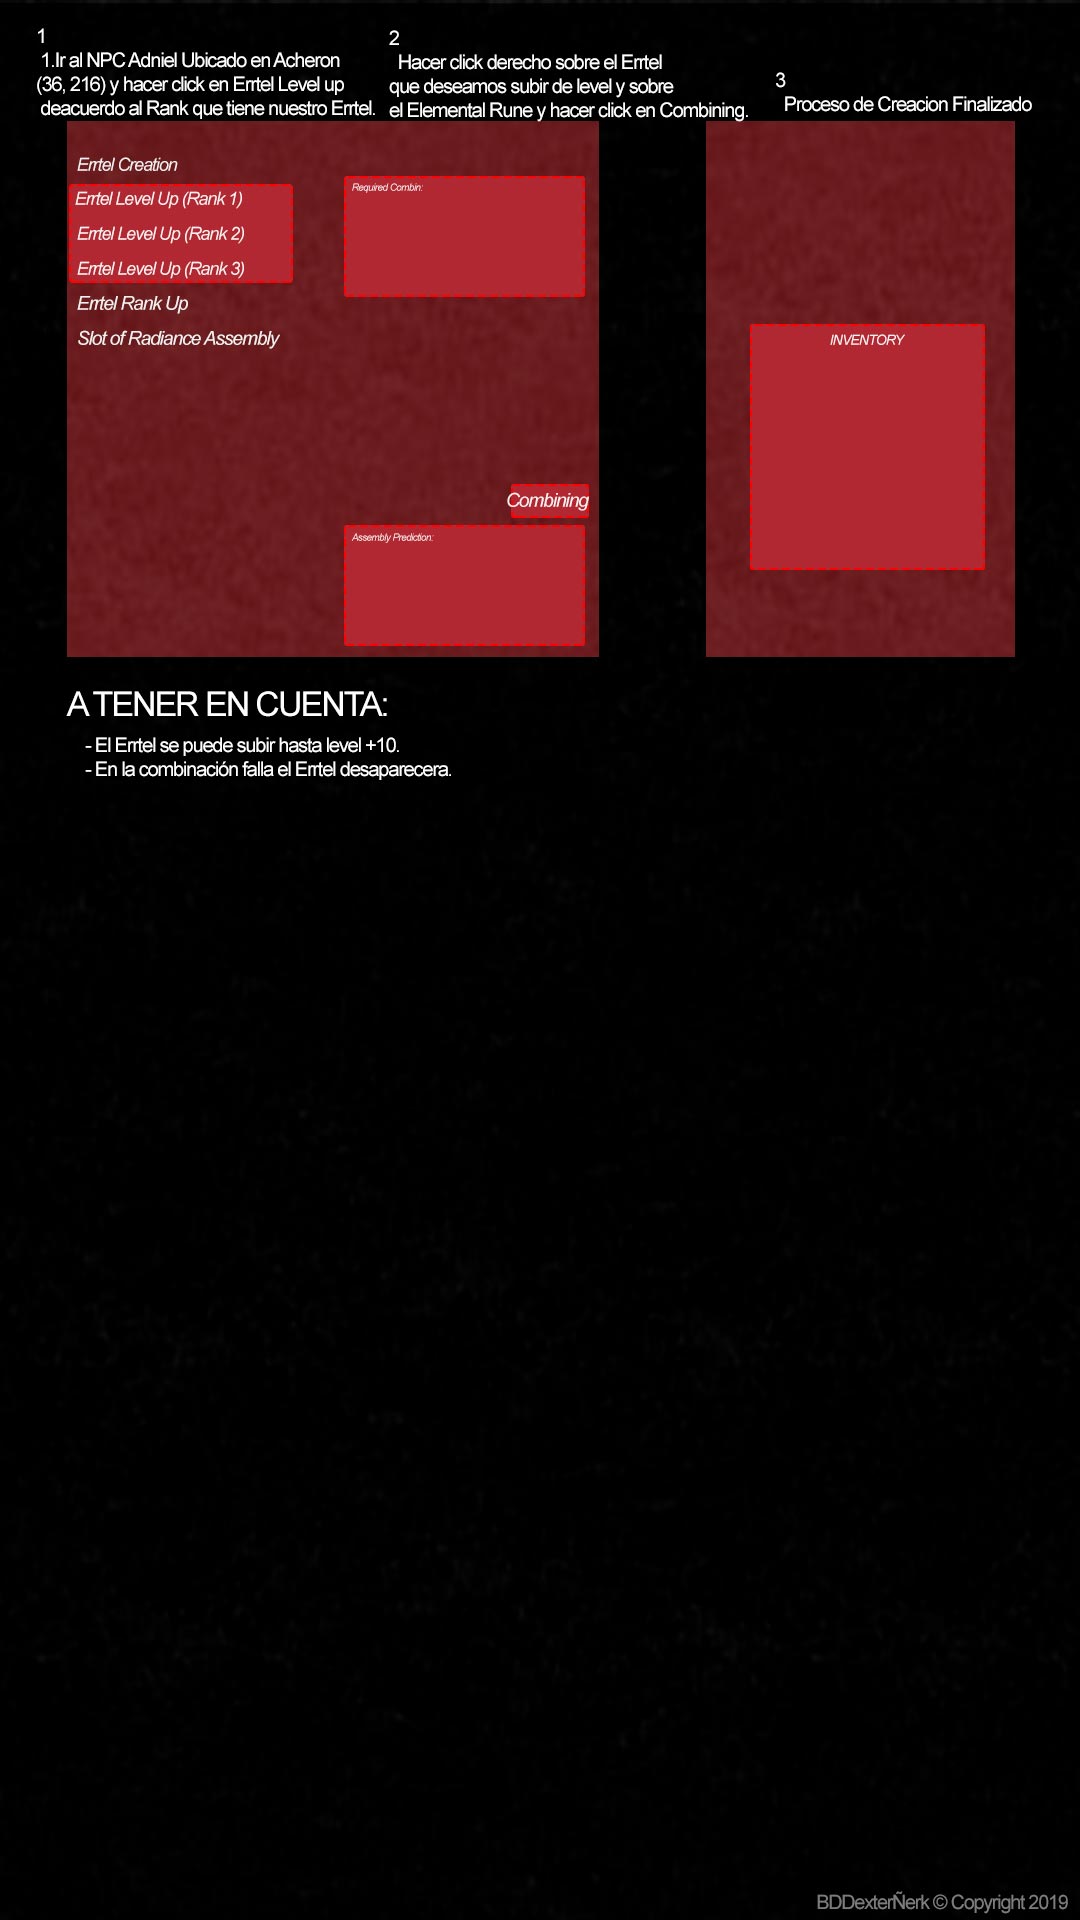 1
1.Ir al NPC Adniel Ubicado en Acheron
(36, 216) y hacer click en Errtel Level up
deacuerdo al Rank que tiene nuestro Errtel.
2
Hacer click derecho sobre el Errtel
que deseamos subir de level y sobre
el Elemental Rune y hacer click en Combining.
3
Proceso de Creacion Finalizado
Errtel Creation
Errtel Level Up (Rank 1)
Errtel Level Up (Rank 2)
Errtel Level Up (Rank 3)
Errtel Rank Up
Slot of Radiance Assembly
Required Combin:
Combining
Assembly Prediction:
INVENTORY
A TENER EN CUENTA:
- El Errtel se puede subir hasta level +10.
- En la combinación falla el Errtel desaparecera.
BDDexterÑerk © Copyright 2019